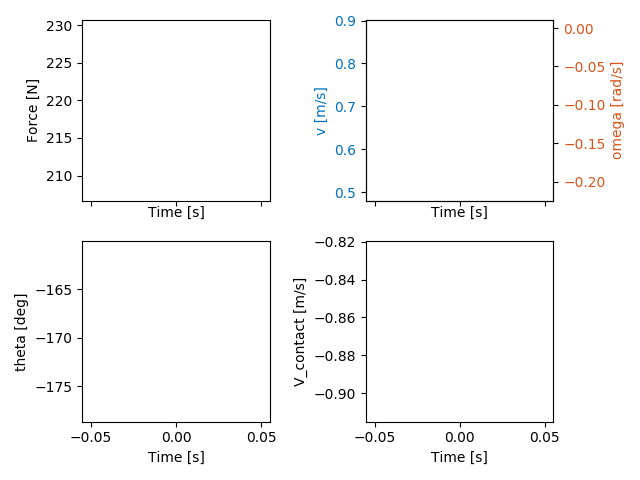 230
225
220
215
210
Force [N]
Time [s]
0.9
0.8
0.7
0.6
0.5
v [m/s]
0.00
−0.05
−0.10
−0.15
−0.20
omega [rad/s]
Time [s]
−165
−170
−175
theta [deg]
−0.05 0.00 0.05
Time [s]
−0.82
−0.84
−0.86
−0.88
−0.90
V_contact [m/s]
−0.05 0.00 0.05
Time [s]